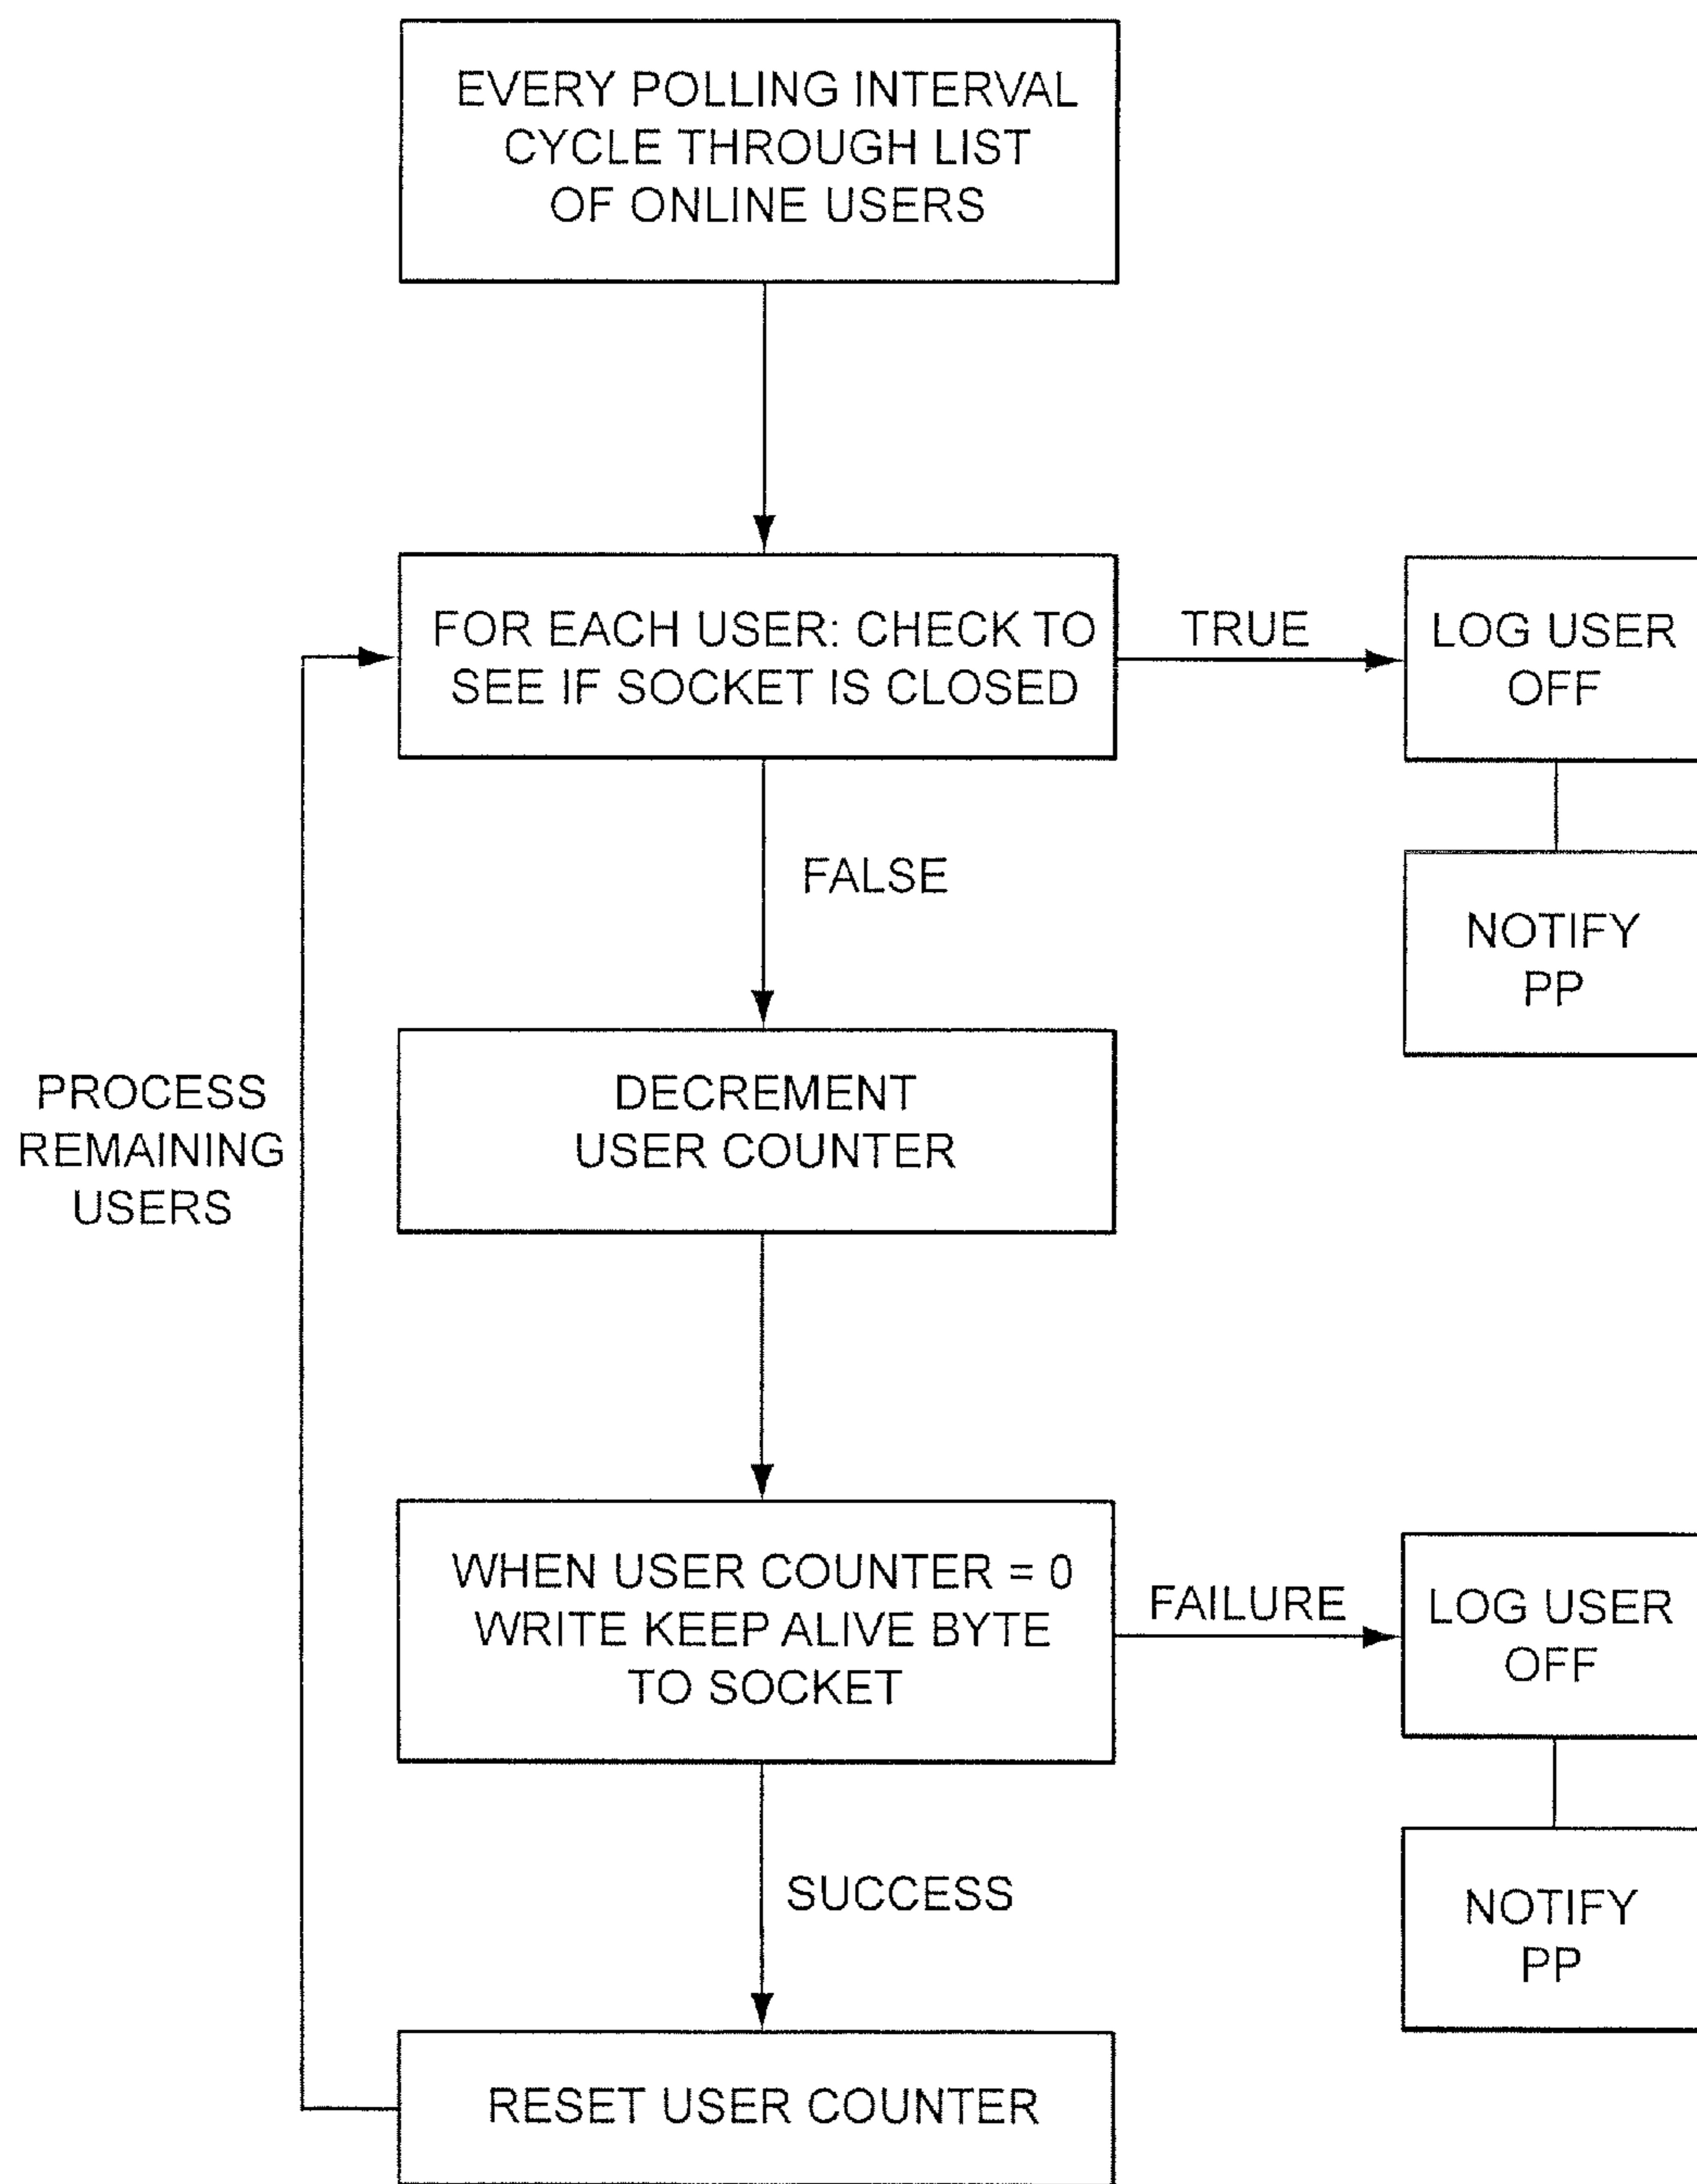 EVERY POLLING INTERVAL
CYCLE THROUGH LIST
OF ONLINE USERS
FOR EACH USER: CHECK TO
SEE IF SOCKET IS CLOSED
TRUE
LOG USER
OFF
NOTIFY
PP
FALSE
DECREMENT
USER COUNTER
PROCESS
REMAINING
USERS
WHEN USER COUNTER = 0
WRITE KEEP ALIVE BYTE
TO SOCKET
FAILURE
LOG USER
OFF
NOTIFY
PP
SUCCESS
RESET USER COUNTER